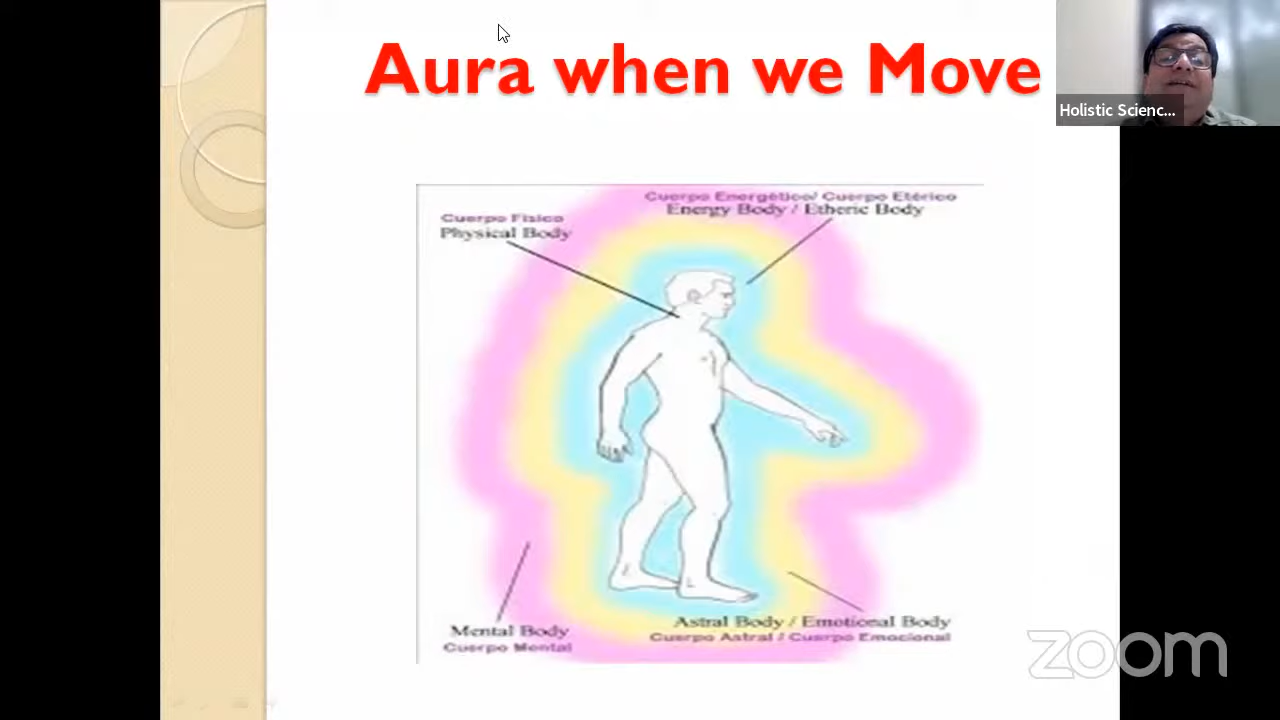 Aura when we Move
Holistic Scienc...
Cuerpo Energético/ Cuerpo Etérico
Energy Body / Etheric Body
Cuerpo Fisico
Physical Body
Astral Body / Emotional Body
Cuerpo Astral / Cuerpo Emocional
Mental Body
Cuerpo Mental
zoom